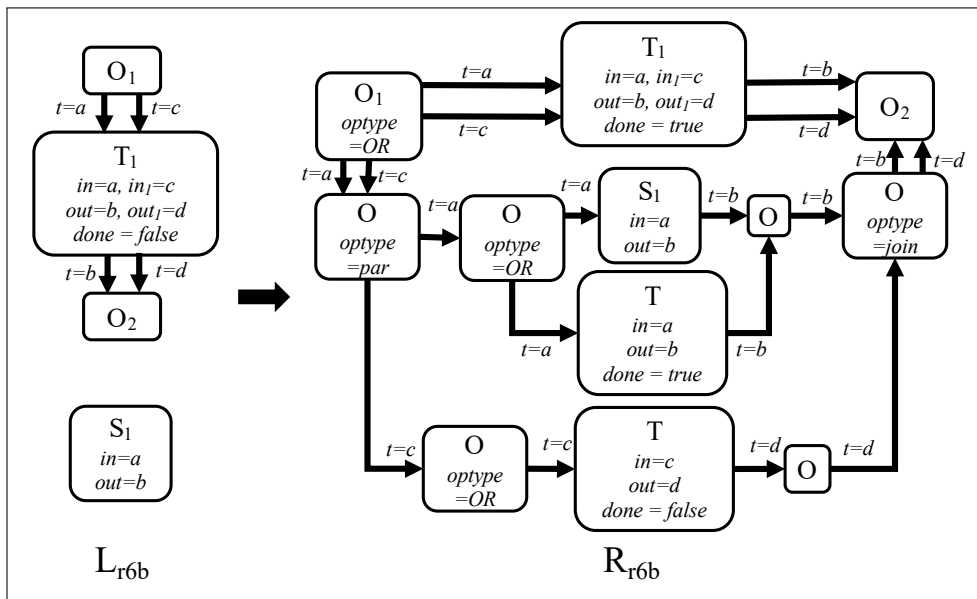 O₁
t=a
t=c
T₁
in=a, in₁=c
out=b, out₁=d
done = false
t=b
t=d
O₂
S₁
in=a
out=b
L_r6b
O₁
optype
=OR
t=a
t=c
T₁
in=a, in₁=c
out=b, out₁=d
done = true
t=b
t=d
O₂
t=a
t=c
O
optype
=par
t=a
O
optype
=OR
t=a
S₁
in=a
out=b
t=b
O
t=b
O
optype
=join
t=b
t=d
t=a
T
in=a
out=b
done = true
t=b
t=c
O
optype
=OR
t=c
T
in=c
out=d
done = false
t=d
O
t=d
R_r6b